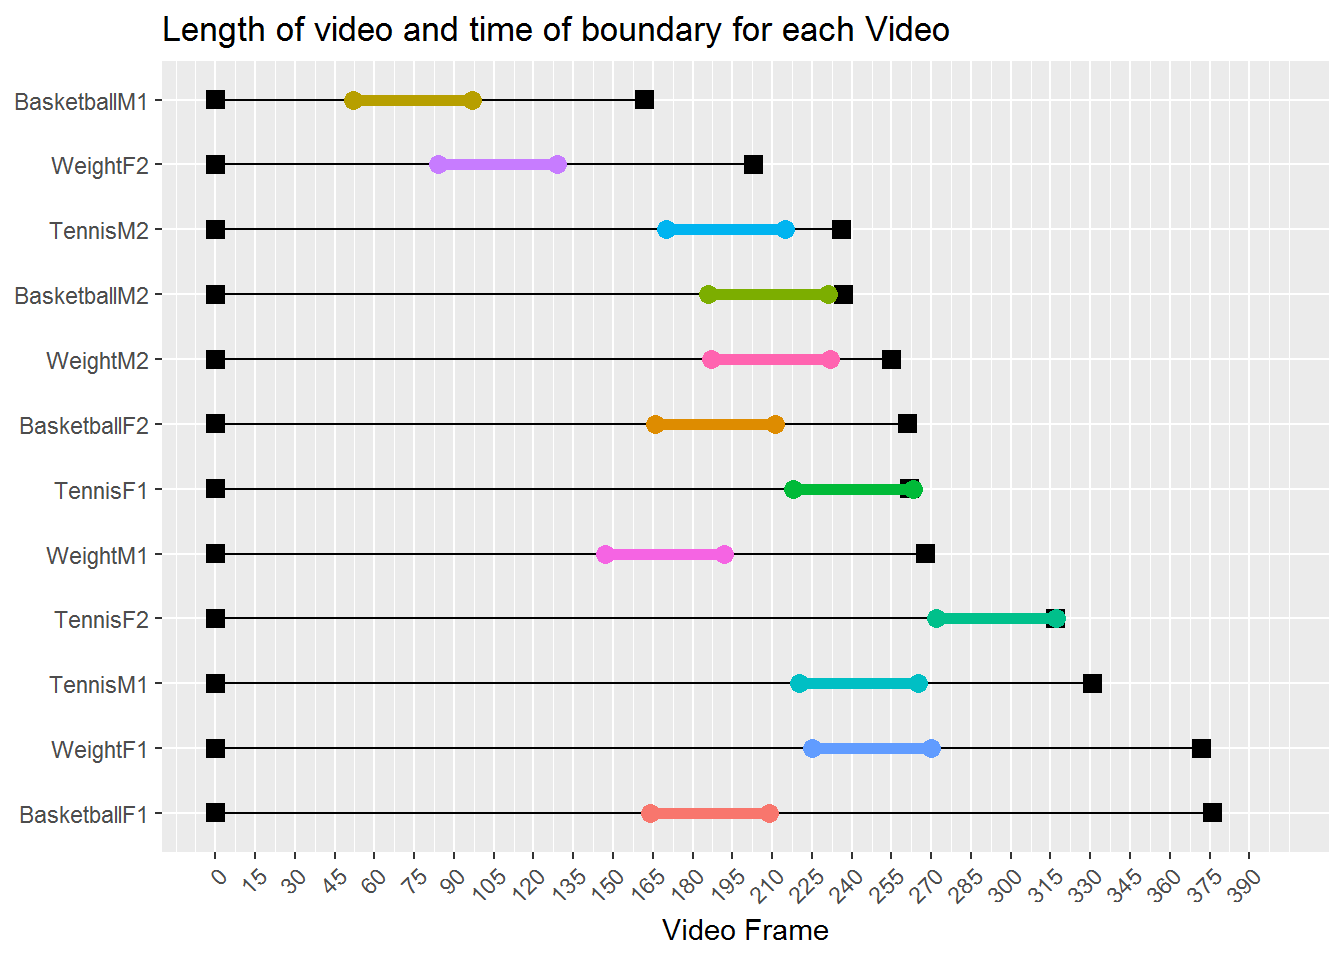 Length of video and time of boundary for each Video
BasketballM1
WeightF2
TennisM2
BasketballM2
WeightM2
BasketballF2
TennisF1
WeightM1
TennisF2
TennisM1
WeightF1
BasketballF1
0 15 30 45 60 75 90 105 120 135 150 165 180 195 210 225 240 255 270 285 300 315 330 345 360 375 390
Video Frame